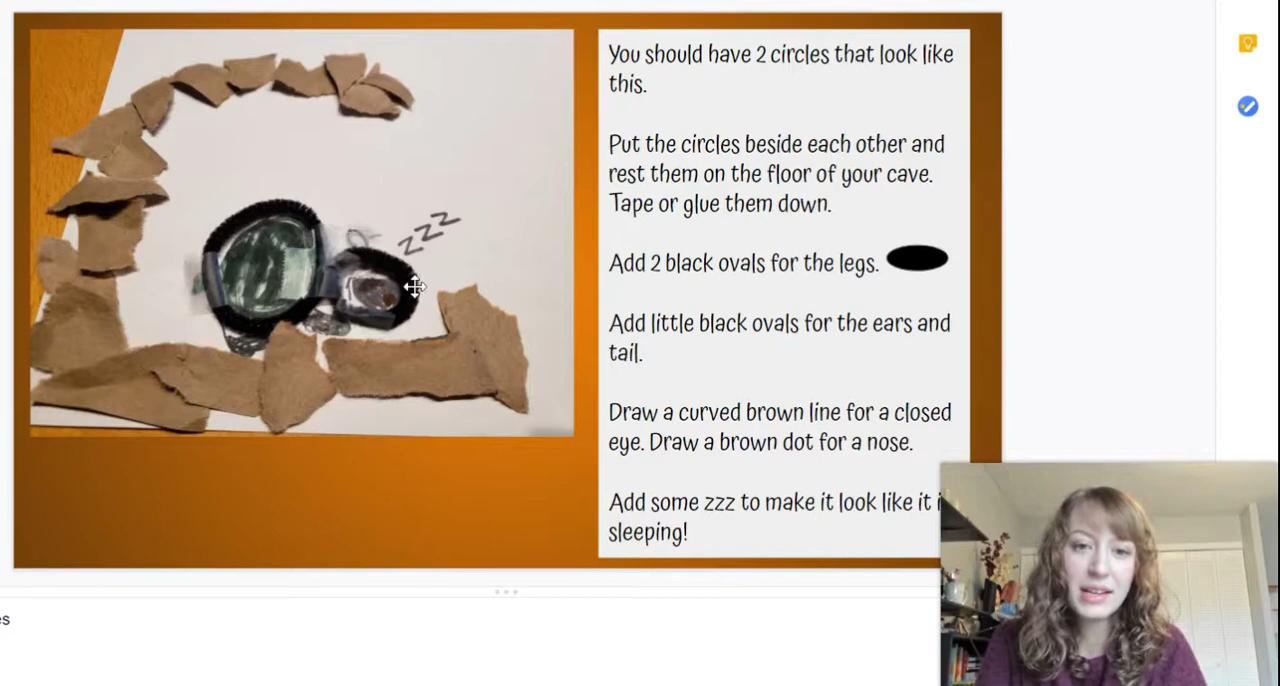 You should have 2 circles that look like
this.
Put the circles beside each other and
rest them on the floor of your cave.
Tape or glue them down.
Add 2 black ovals for the legs.
Add little black ovals for the ears and
tail.
Draw a curved brown line for a closed
eye. Draw a brown dot for a nose.
Add some zzz to make it look like it i
sleeping!
zzz
es